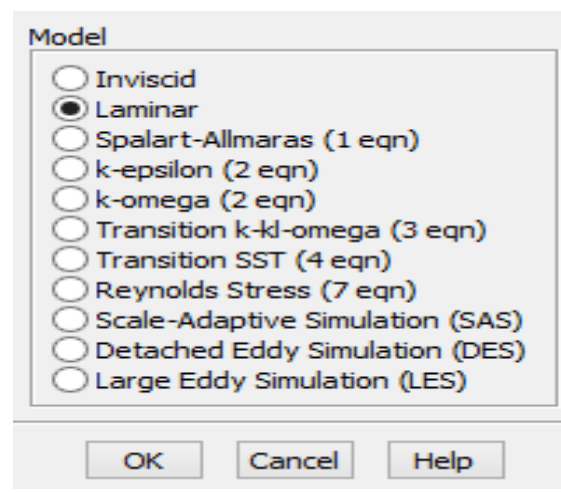 Model
Inviscid
Laminar
Spalart-Allmaras (1 eqn)
k-epsilon (2 eqn)
k-omega (2 eqn)
Transition k-kl-omega (3 eqn)
Transition SST (4 eqn)
Reynolds Stress (7 eqn)
Scale-Adaptive Simulation (SAS)
Detached Eddy Simulation (DES)
Large Eddy Simulation (LES)
OK Cancel Help